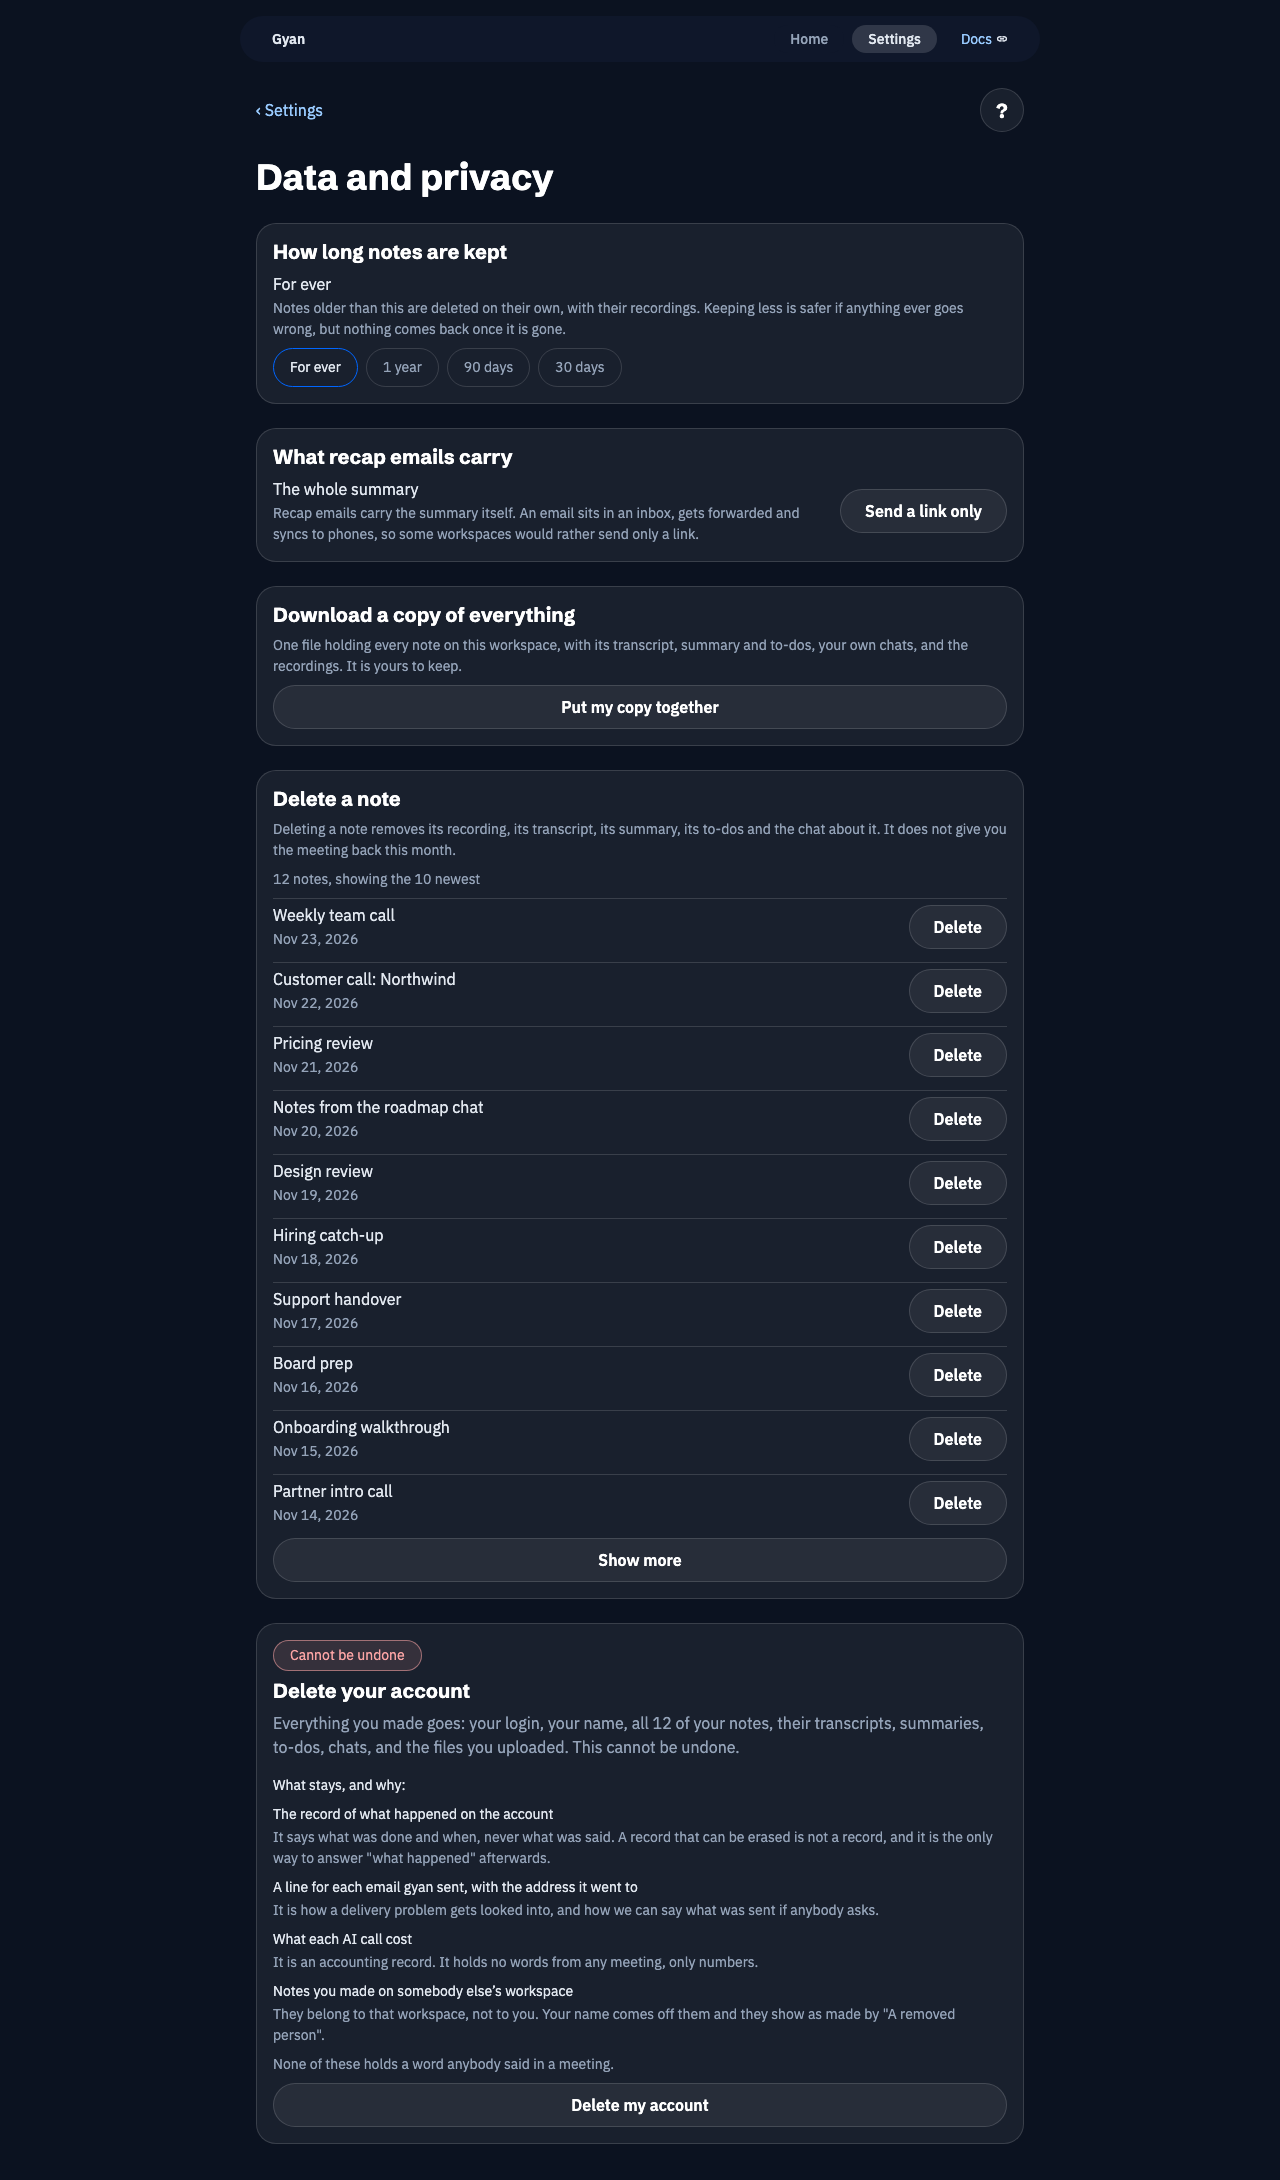 Gyan
Home
Settings
Docs
‹ Settings
?
Data and privacy
How long notes are kept
For ever
Notes older than this are deleted on their own, with their recordings. Keeping less is safer if anything ever goes
wrong, but nothing comes back once it is gone.
For ever
1 year
90 days
30 days
What recap emails carry
The whole summary
Recap emails carry the summary itself. An email sits in an inbox, gets forwarded and
syncs to phones, so some workspaces would rather send only a link.
Send a link only
Download a copy of everything
One file holding every note on this workspace, with its transcript, summary and to-dos, your own chats, and the
recordings. It is yours to keep.
Put my copy together
Delete a note
Deleting a note removes its recording, its transcript, its summary, its to-dos and the chat about it. It does not give you
the meeting back this month.
12 notes, showing the 10 newest
Weekly team call
Nov 23, 2026
Delete
Customer call: Northwind
Nov 22, 2026
Delete
Pricing review
Nov 21, 2026
Delete
Notes from the roadmap chat
Nov 20, 2026
Delete
Design review
Nov 19, 2026
Delete
Hiring catch-up
Nov 18, 2026
Delete
Support handover
Nov 17, 2026
Delete
Board prep
Nov 16, 2026
Delete
Onboarding walkthrough
Nov 15, 2026
Delete
Partner intro call
Nov 14, 2026
Delete
Show more
Cannot be undone
Delete your account
Everything you made goes: your login, your name, all 12 of your notes, their transcripts, summaries,
to-dos, chats, and the files you uploaded. This cannot be undone.
What stays, and why:
The record of what happened on the account
It says what was done and when, never what was said. A record that can be erased is not a record, and it is the only
way to answer "what happened" afterwards.
A line for each email gyan sent, with the address it went to
It is how a delivery problem gets looked into, and how we can say what was sent if anybody asks.
What each AI call cost
It is an accounting record. It holds no words from any meeting, only numbers.
Notes you made on somebody else’s workspace
They belong to that workspace, not to you. Your name comes off them and they show as made by "A removed
person".
None of these holds a word anybody said in a meeting.
Delete my account